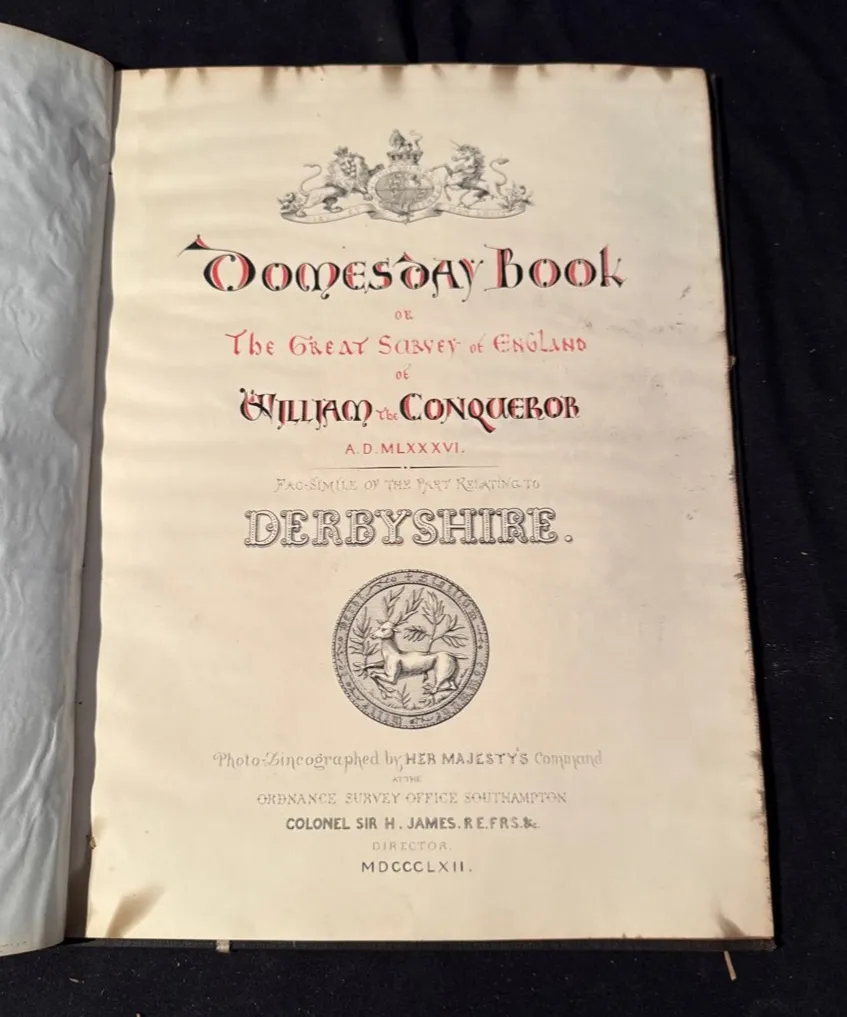 Domesday Book
or
The Great Survey of England
of
William the Conqueror
A.D. MLXXXVI.
Fac-Simile of the Part Relating to
DERBYSHIRE.
Photo-Zincographed by HER MAJESTY'S Command
AT THE
ORDNANCE SURVEY OFFICE SOUTHAMPTON
COLONEL SIR H. JAMES. R.E. F.R.S. &c.
DIRECTOR.
MDCCCLXII.